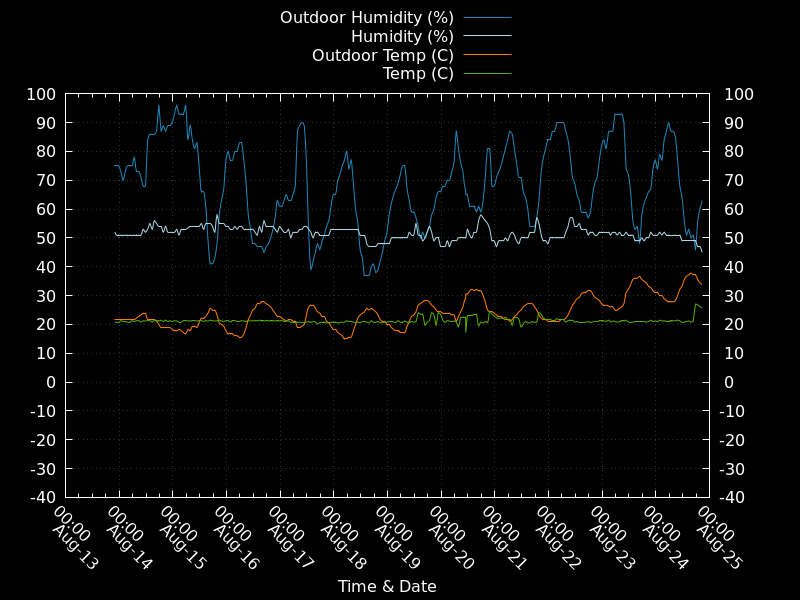 Outdoor Humidity (%)
Humidity (%)
Outdoor Temp (C)
Temp (C)
100 100
90 90
80 80
70 70
60 60
50 50
40 40
30 30
20 20
10 10
0 0
-10 -10
-20 -20
-30 -30
-40 -40
00:00 Aug-13
00:00 Aug-14
00:00 Aug-15
00:00 Aug-16
00:00 Aug-17
00:00 Aug-18
00:00 Aug-19
00:00 Aug-20
00:00 Aug-21
00:00 Aug-22
00:00 Aug-23
00:00 Aug-24
00:00 Aug-25
Time & Date